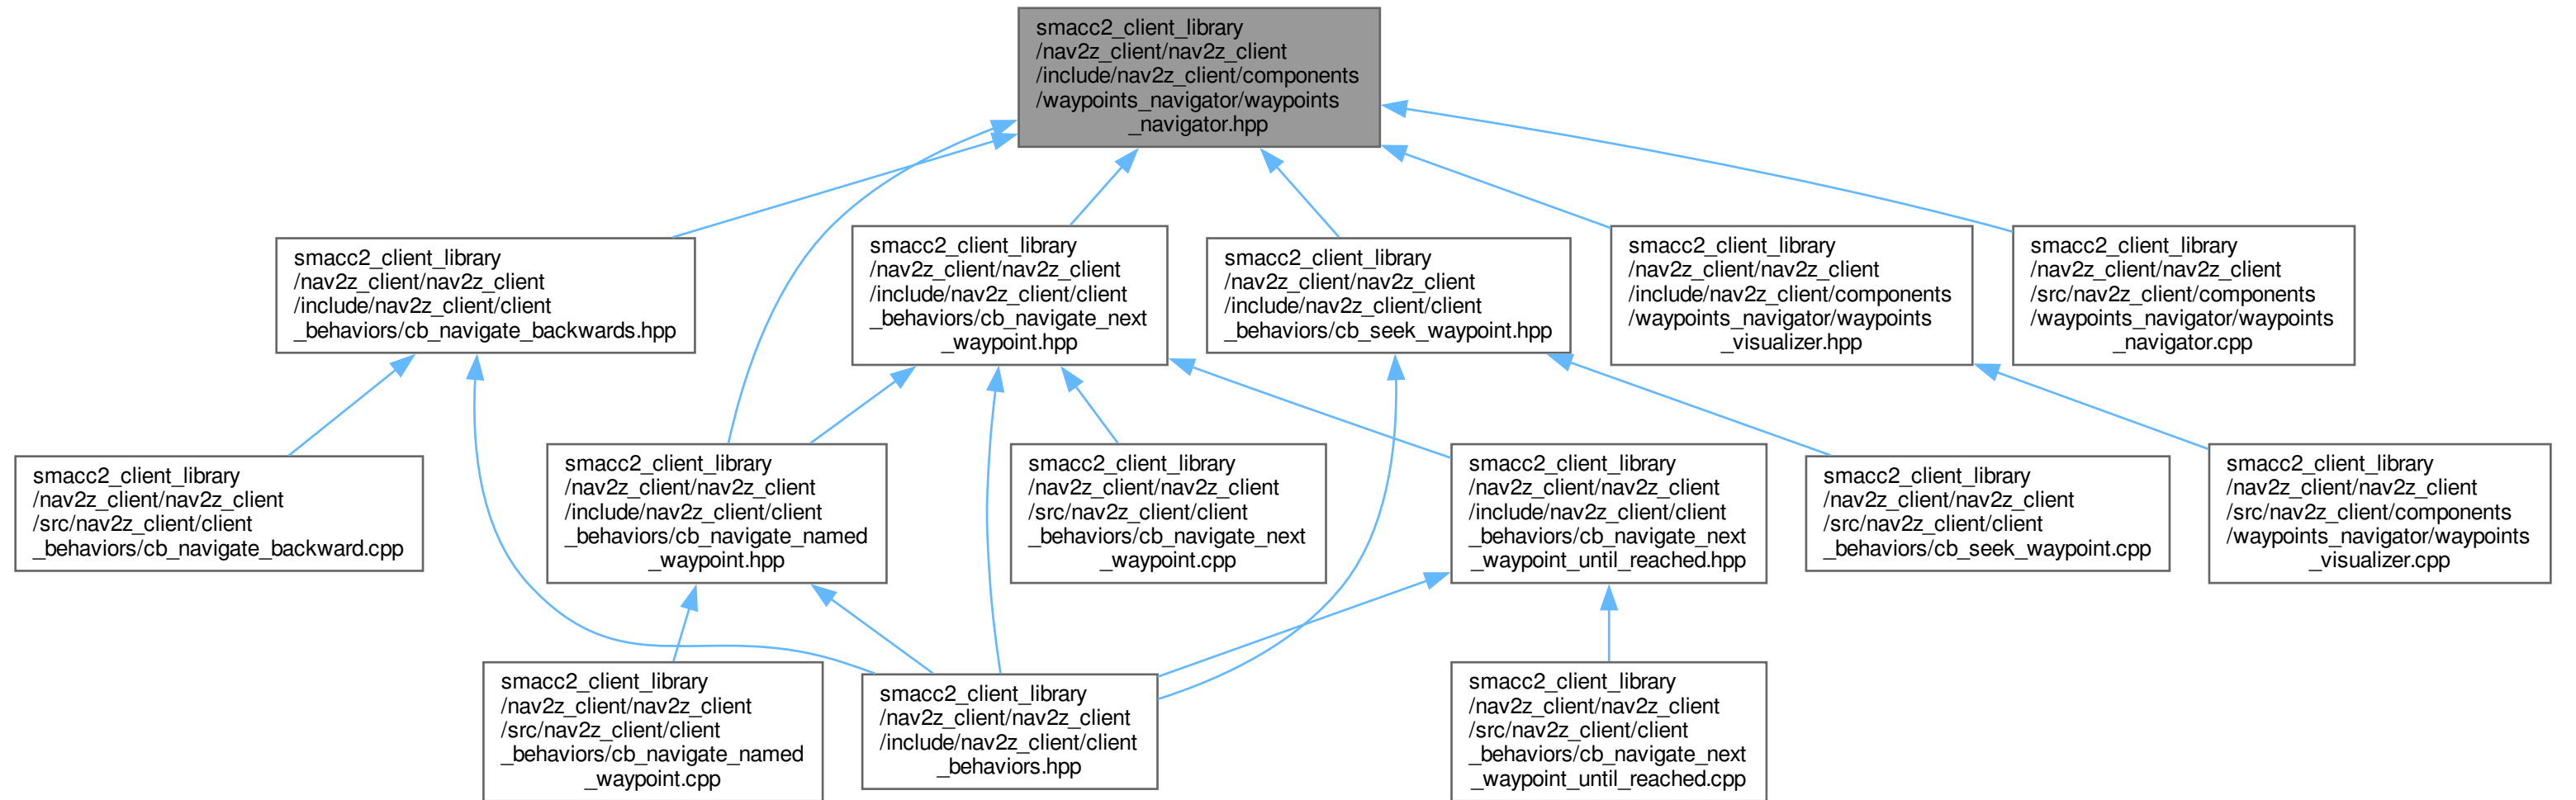 smacc2_client_library
/nav2z_client/nav2z_client
/include/nav2z_client/components
/waypoints_navigator/waypoints
_navigator.hpp
smacc2_client_library
/nav2z_client/nav2z_client
/include/nav2z_client/client
_behaviors/cb_navigate_backwards.hpp
smacc2_client_library
/nav2z_client/nav2z_client
/include/nav2z_client/client
_behaviors/cb_navigate_next
_waypoint.hpp
smacc2_client_library
/nav2z_client/nav2z_client
/include/nav2z_client/client
_behaviors/cb_seek_waypoint.hpp
smacc2_client_library
/nav2z_client/nav2z_client
/include/nav2z_client/components
/waypoints_navigator/waypoints
_visualizer.hpp
smacc2_client_library
/nav2z_client/nav2z_client
/src/nav2z_client/components
/waypoints_navigator/waypoints
_navigator.cpp
smacc2_client_library
/nav2z_client/nav2z_client
/src/nav2z_client/client
_behaviors/cb_navigate_backward.cpp
smacc2_client_library
/nav2z_client/nav2z_client
/include/nav2z_client/client
_behaviors/cb_navigate_named
_waypoint.hpp
smacc2_client_library
/nav2z_client/nav2z_client
/src/nav2z_client/client
_behaviors/cb_navigate_next
_waypoint.cpp
smacc2_client_library
/nav2z_client/nav2z_client
/include/nav2z_client/client
_behaviors/cb_navigate_next
_waypoint_until_reached.hpp
smacc2_client_library
/nav2z_client/nav2z_client
/src/nav2z_client/client
_behaviors/cb_seek_waypoint.cpp
smacc2_client_library
/nav2z_client/nav2z_client
/src/nav2z_client/components
/waypoints_navigator/waypoints
_visualizer.cpp
smacc2_client_library
/nav2z_client/nav2z_client
/src/nav2z_client/client
_behaviors/cb_navigate_named
_waypoint.cpp
smacc2_client_library
/nav2z_client/nav2z_client
/include/nav2z_client/client
_behaviors.hpp
smacc2_client_library
/nav2z_client/nav2z_client
/src/nav2z_client/client
_behaviors/cb_navigate_next
_waypoint_until_reached.cpp